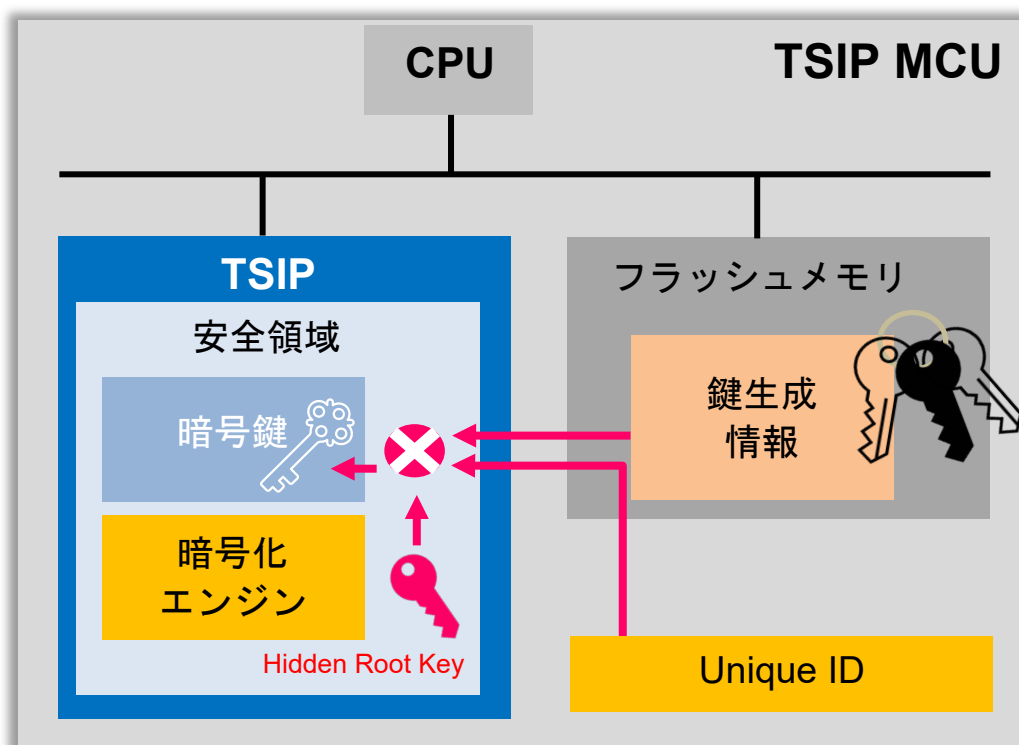 CPU
TSIP MCU
TSIP
安全領域
暗号鍵
暗号化
エンジン
Hidden Root Key
フラッシュメモリ
鍵生成
情報
Unique ID